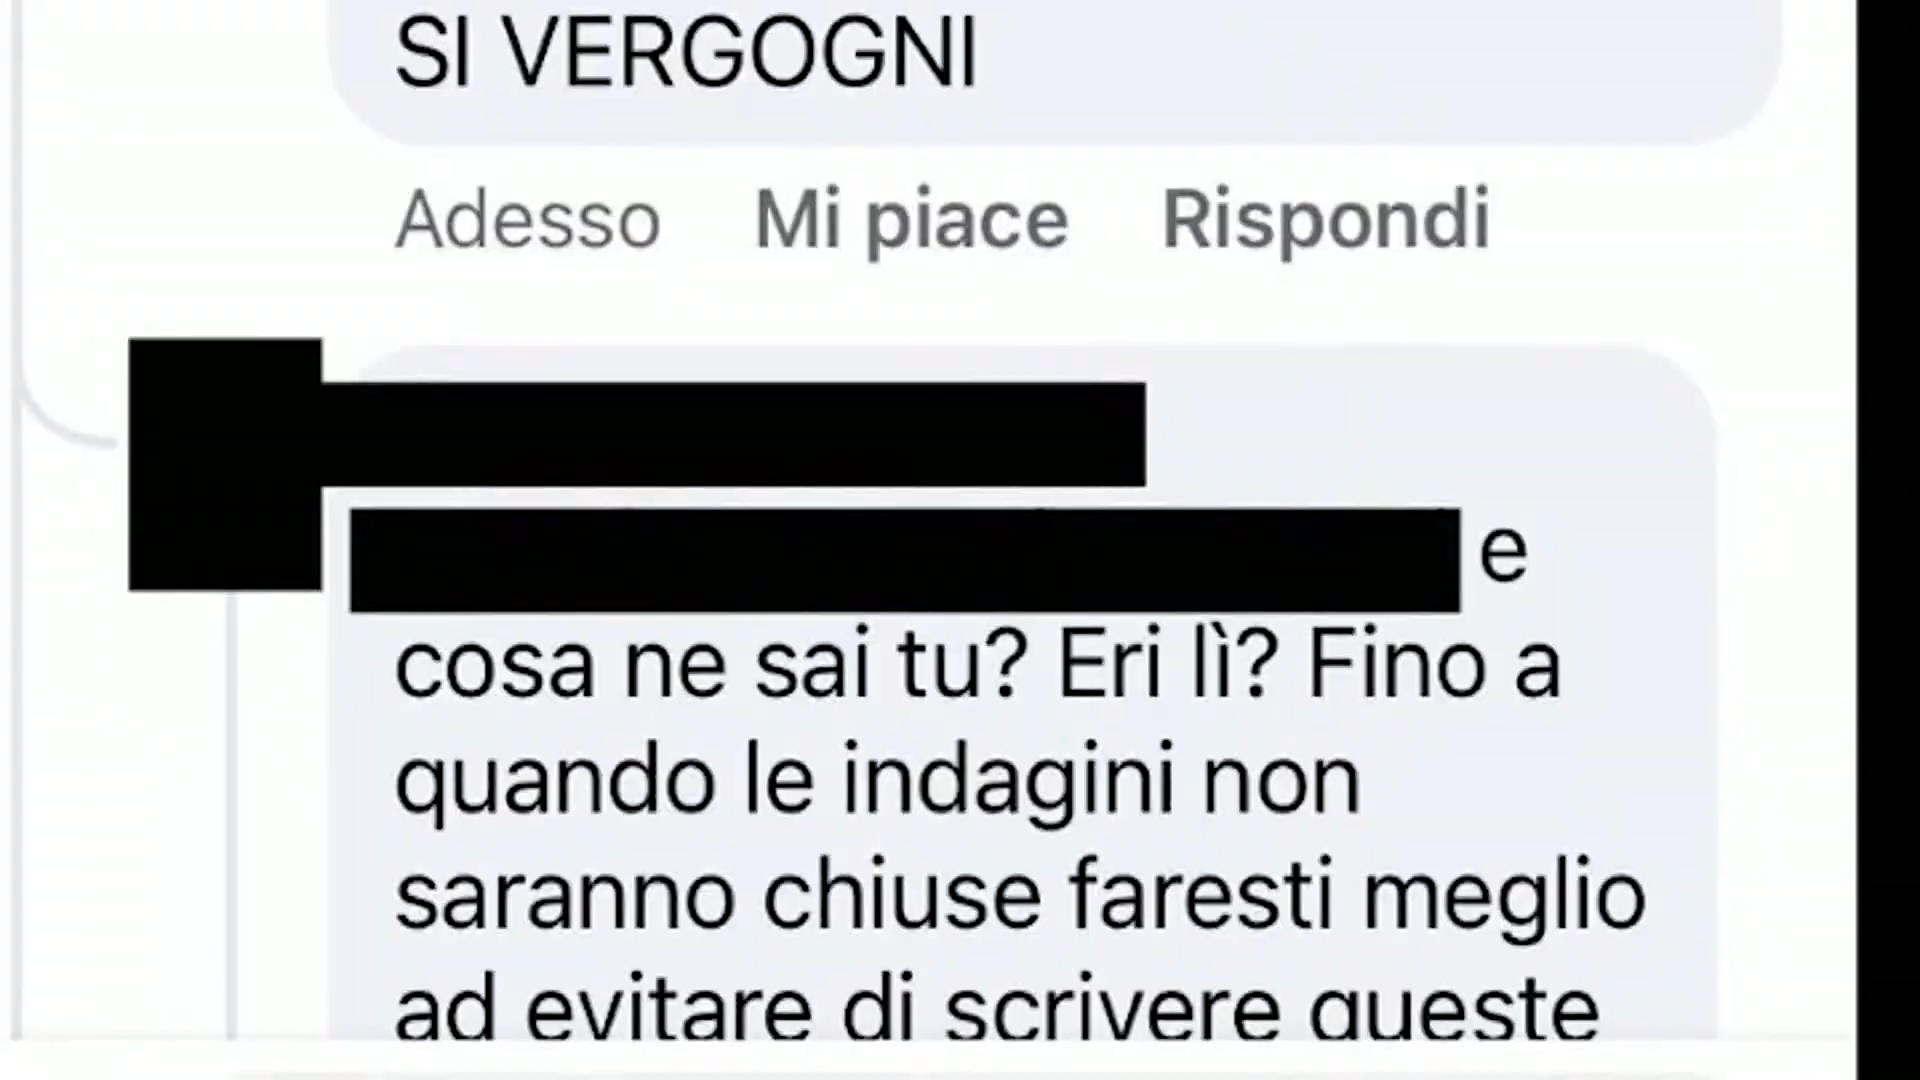 SI VERGOGNI
Adesso Mi piace Rispondi
e
cosa ne sai tu? Eri lì? Fino a
quando le indagini non
saranno chiuse faresti meglio
ad evitare di scrivere queste